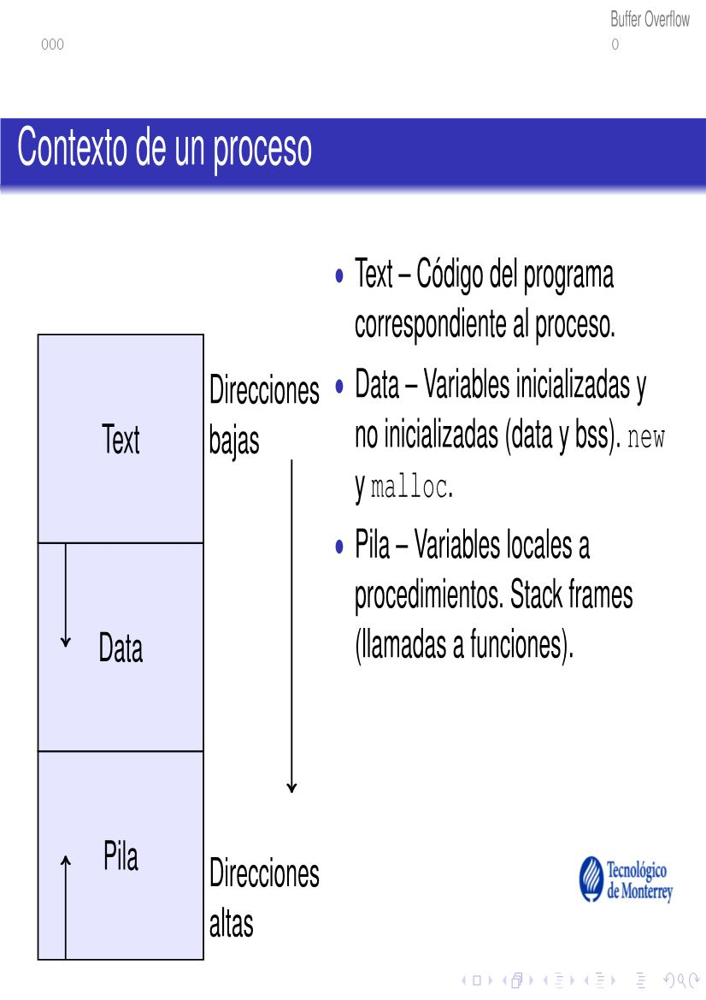 Buffer Overflow
Contexto de un proceso
Text
Data
Pila
Direcciones
bajas
Direcciones
altas
• Text – Código del programa
correspondiente al proceso.
• Data – Variables inicializadas y
no inicializadas (data y bss). new
y malloc.
• Pila – Variables locales a
procedimientos. Stack frames
(llamadas a funciones).
Tecnológico
de Monterrey